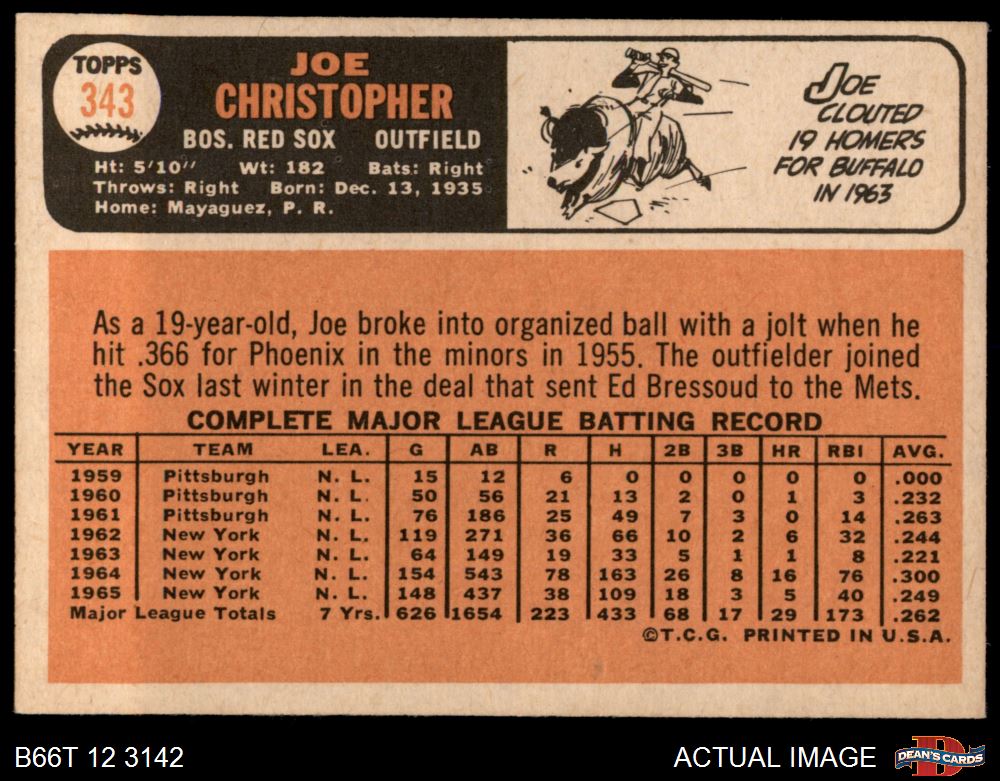 TOPPS
343
JOE
CHRISTOPHER
BOS. RED SOX OUTFIELD
Ht: 5'10" Wt: 182 Bats: Right
Throws: Right Born: Dec. 13, 1935
Home: Mayaguez, P. R.
JOE
CLOUTED
19 HOMERS
FOR BUFFALO
IN 1963
As a 19-year-old, Joe broke into organized ball with a jolt when he
hit .366 for Phoenix in the minors in 1955. The outfielder joined
the Sox last winter in the deal that sent Ed Bressoud to the Mets.
COMPLETE MAJOR LEAGUE BATTING RECORD
YEAR TEAM LEA. G AB R H 2B 3B HR RBI AVG.
1959 Pittsburgh N. L. 15 12 6 0 0 0 0 0 .000
1960 Pittsburgh N. L. 50 56 21 13 2 0 1 3 .232
1961 Pittsburgh N. L. 76 186 25 49 7 3 0 14 .263
1962 New York N. L. 119 271 36 66 10 2 6 32 .244
1963 New York N. L. 64 149 19 33 5 1 1 8 .221
1964 New York N. L. 154 543 78 163 26 8 16 76 .300
1965 New York N. L. 148 437 38 109 18 3 5 40 .249
Major League Totals 7 Yrs. 626 1654 223 433 68 17 29 173 .262
©T.C.G. PRINTED IN U.S.A.
B66T 12 3142
ACTUAL IMAGE
D
DEAN'S CARDS